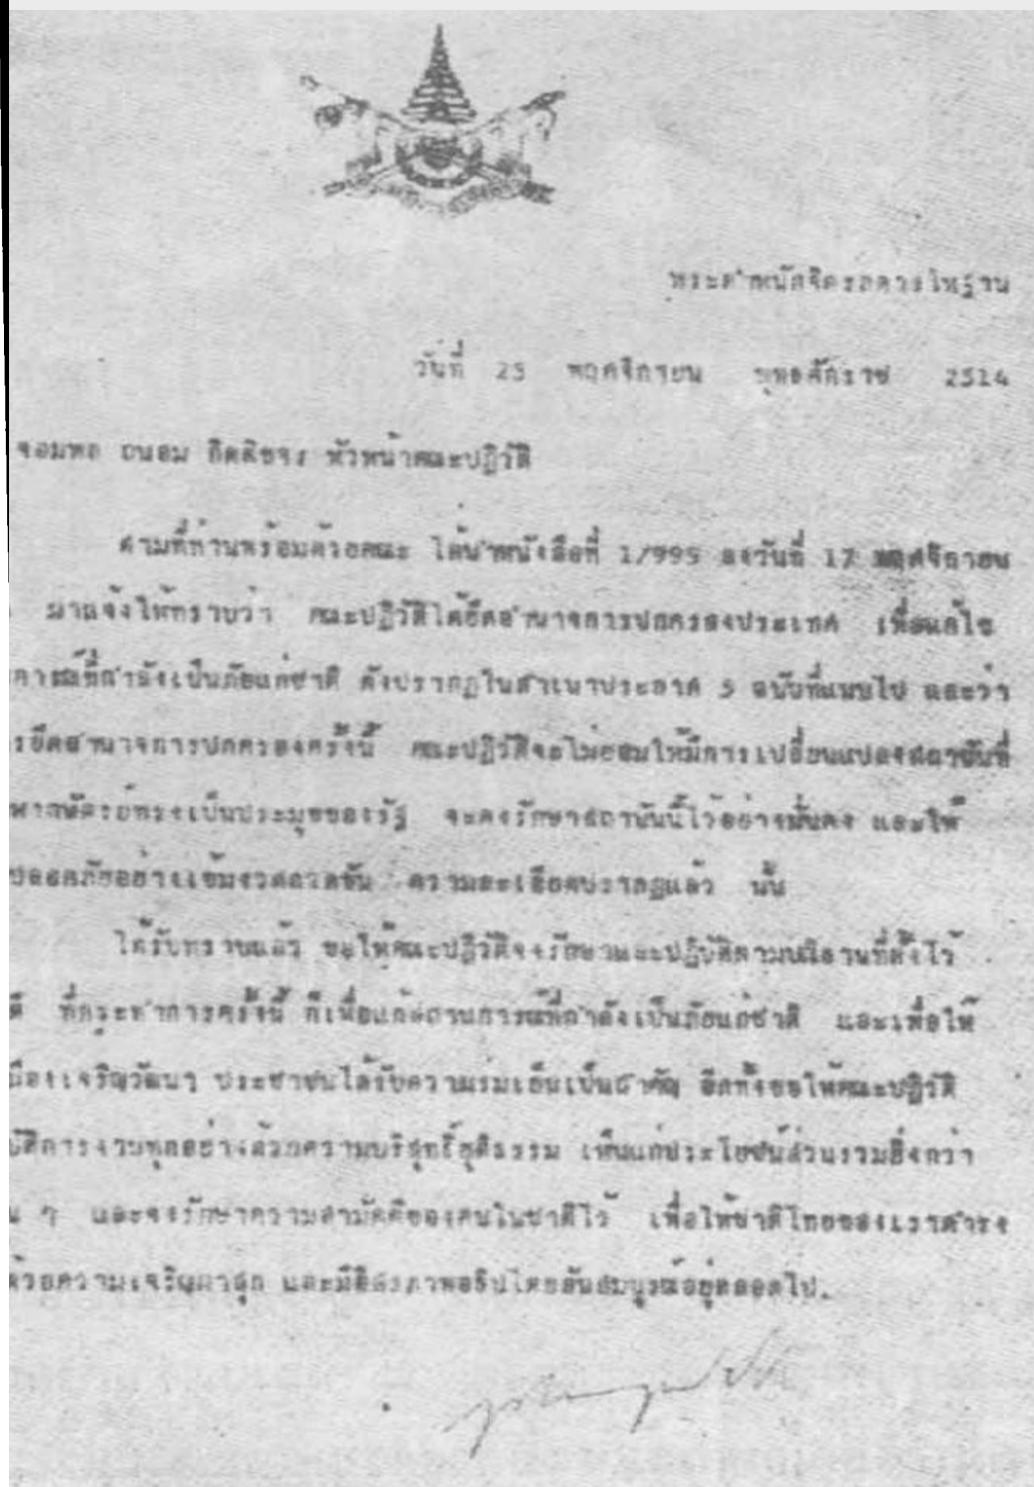 พระตำหนักจิตรลดารโหฐาน
วันที่ 25 พฤศจิกายน พุทธศักราช 2514
จอมพล ถนอม กิตติขจร หัวหน้าคณะปฏิวัติ
ตามที่ท่านพร้อมด้วยคณะ ได้นำหนังสือที่ 1/995 ลงวันที่ 17 พฤศจิกายน
มาแจ้งให้ทราบว่า คณะปฏิวัติได้ยึดอำนาจการปกครองประเทศ เพื่อแก้ไข
การณ์ที่กำลังเป็นภัยแก่ชาติ ดังปรากฏในสำเนาประกาศ 5 ฉบับที่แนบไป และว่า
รยึดอำนาจการปกครองครั้งนี้ คณะปฏิวัติจะไม่ยอมให้มีการเปลี่ยนแปลงสถาบันที่
หากษัตริย์ทรงเป็นประมุขของรัฐ จะคงรักษาสถาบันนี้ไว้อย่างมั่นคง และให้
ปลอดภัยอย่างเข้มงวดกวดขัน ความละเอียดปรากฏแล้ว นั้น
ได้รับทราบแล้ว ขอให้คณะปฏิวัติจงรักษาและปฏิบัติตามปณิธานที่ตั้งไว้
ที่กระทำการครั้งนี้ ก็เพื่อแก้สถานการณ์ที่กำลังเป็นภัยแก่ชาติ และเพื่อให้
มืองเจริญวัฒนา ประชาชนได้รับความร่มเย็นเป็นสำคัญ อีกทั้งขอให้คณะปฏิวัติ
บัติการงานทุกอย่างด้วยความบริสุทธิ์ยุติธรรม เห็นแก่ประโยชน์ส่วนรวมยิ่งกว่า
น ๆ และจงรักษาความสามัคคีของคนในชาติไว้ เพื่อให้ชาติไทยของเราดำรง
ด้วยความเจริญผาสุก และมีอิสรภาพอธิปไตยอันสมบูรณ์อยู่ตลอดไป.